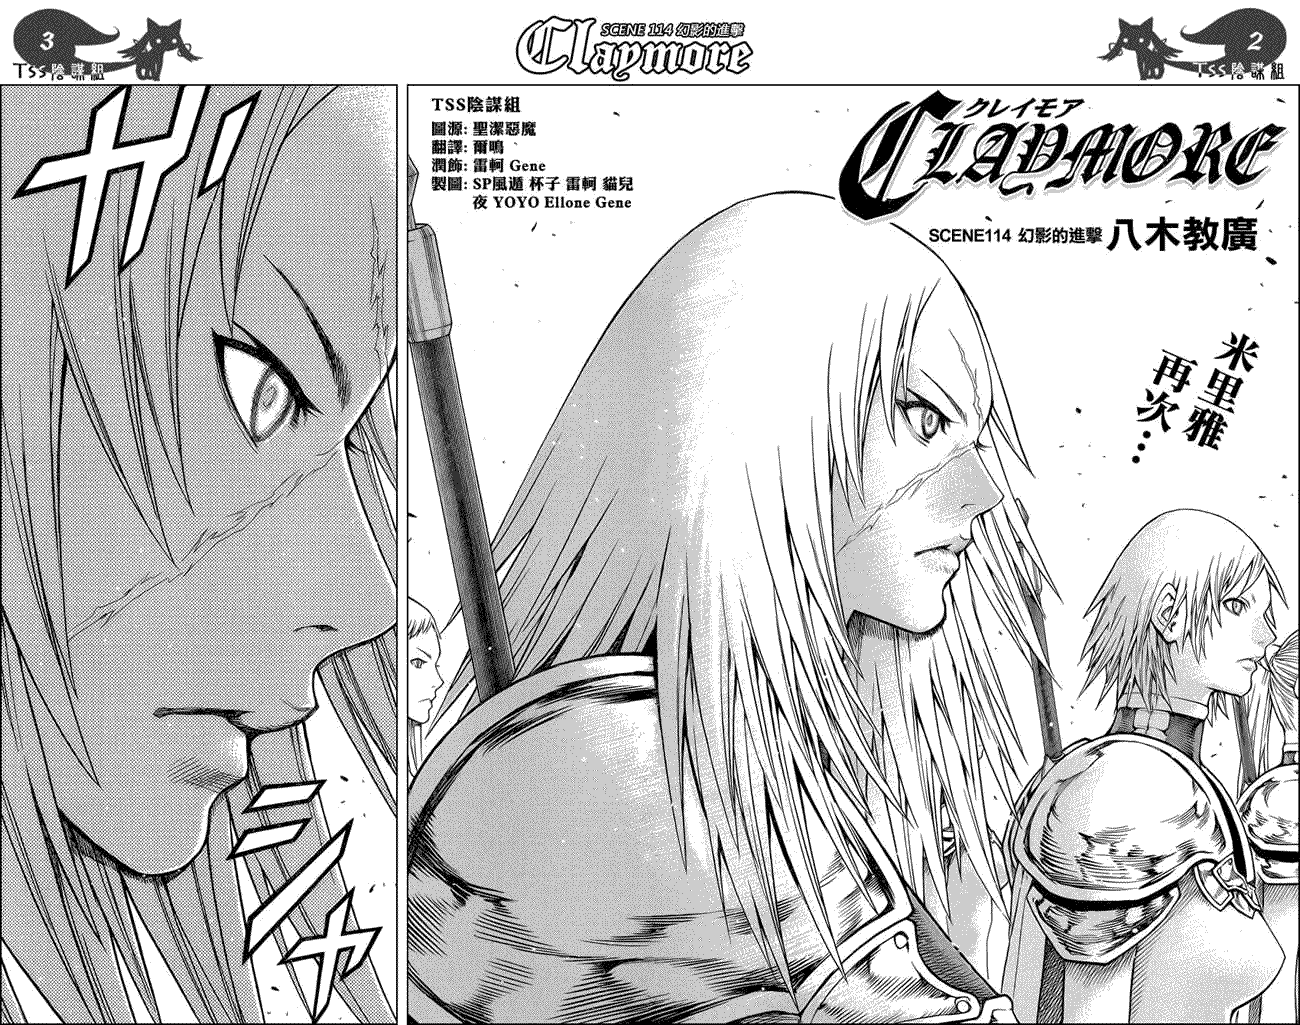 3
TSS陰謀組
SCENE 114 幻影的進擊
Claymore
2
TSS陰謀組
TSS陰謀組
圖源: 聖潔惡魔
翻譯: 爾鳴
潤飾: 雷軻 Gene
製圖: SP風遁 杯子 雷軻 貓兒
夜 YOYO Ellone Gene
クレイモア
CLAYMORE
SCENE114 幻影的進擊 八木教廣
米里雅
再次…
ガ
シャ